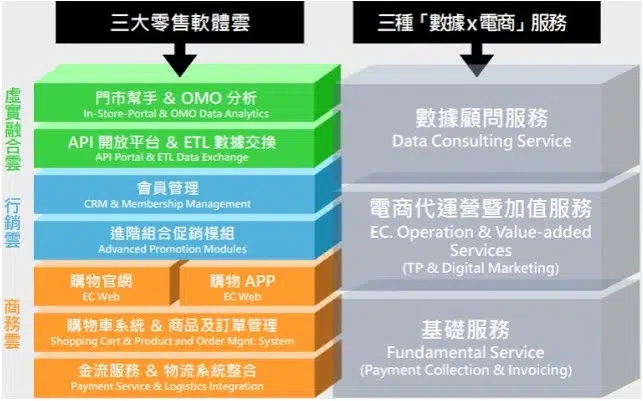 三大零售軟體雲
三種「數據x電商」服務
虛實融合雲
門市幫手 & OMO 分析
In-Store-Portal & OMO Data Analytics
API 開放平台 & ETL 數據交換
API Portal & ETL Data Exchange
行銷雲
會員管理
CRM & Membership Management
進階組合促銷模組
Advanced Promotion Modules
商務雲
購物官網
EC Web
購物 APP
EC Web
購物車系統 & 商品及訂單管理
Shopping Cart & Product and Order Mgnt. System
金流服務 & 物流系統整合
Payment Service & Logistics Integration
數據顧問服務
Data Consulting Service
電商代運營暨加值服務
EC. Operation & Value-added
Services
(TP & Digital Marketing)
基礎服務
Fundamental Service
(Payment Collection & Invoicing)